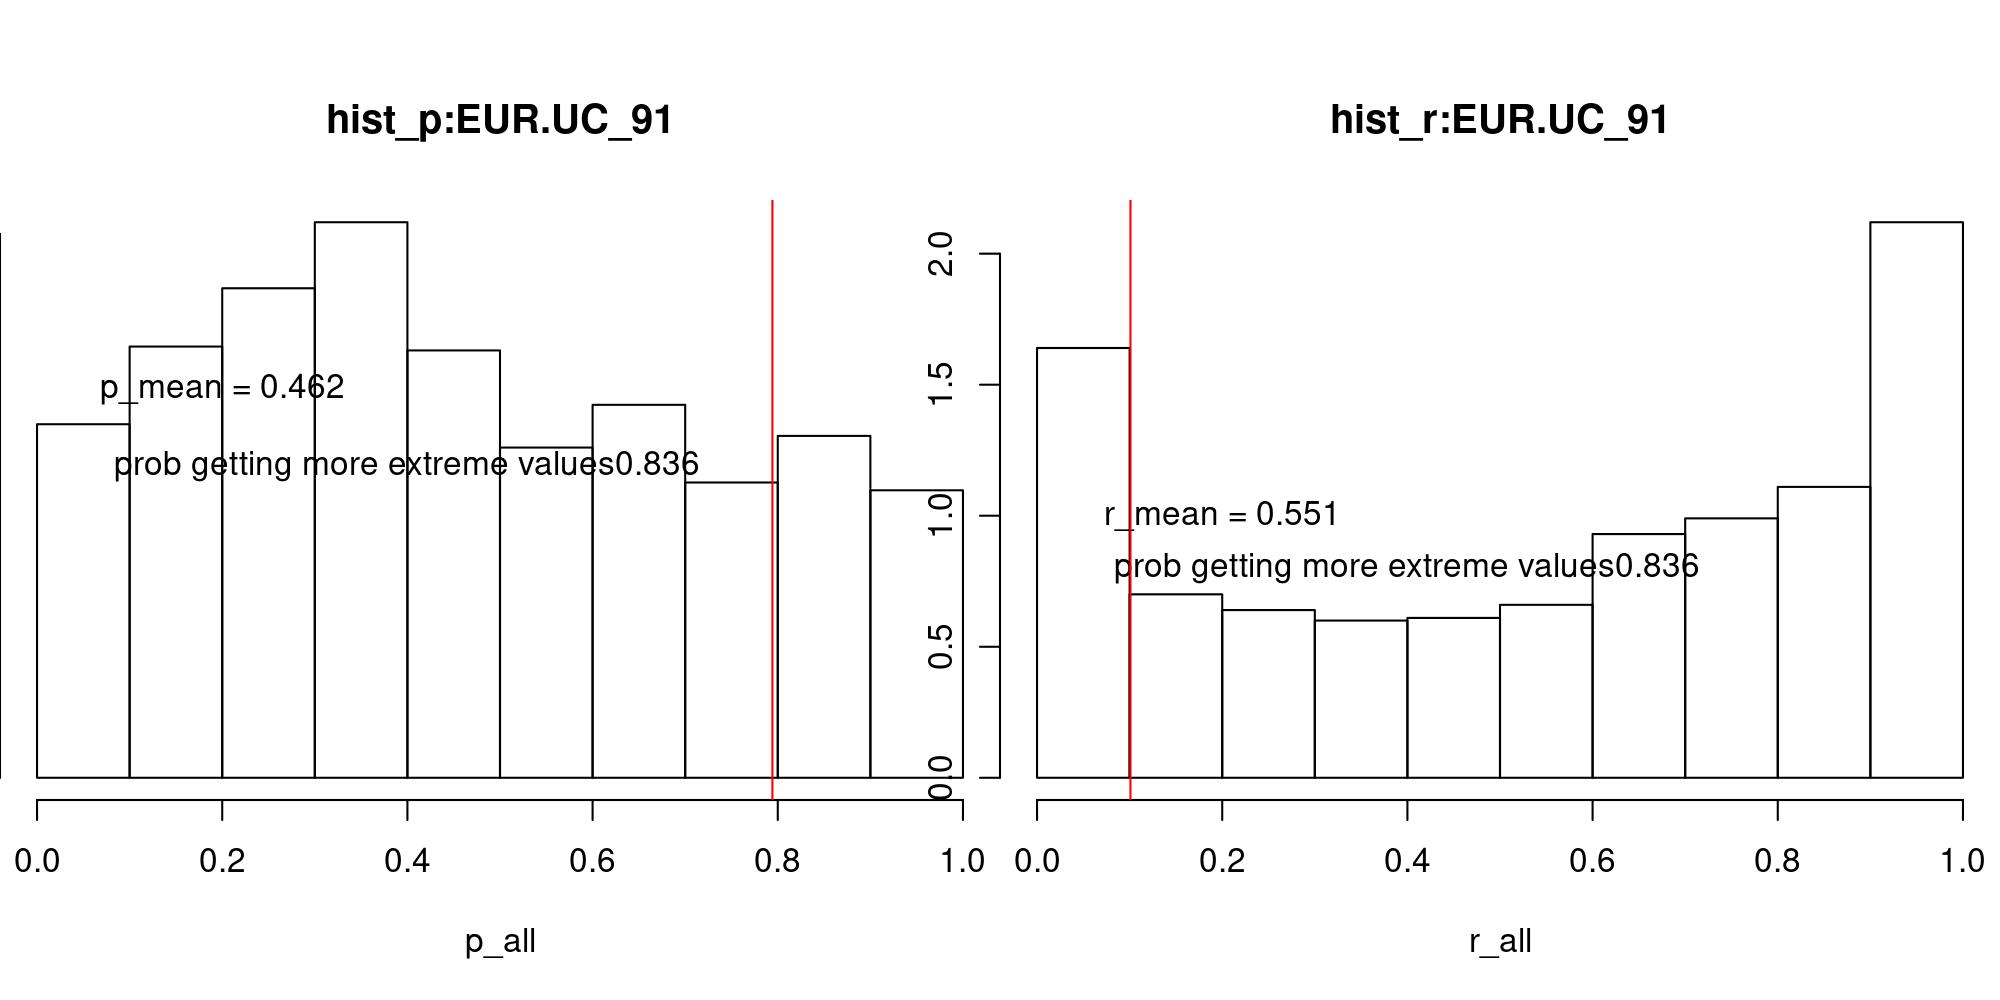 hist_p:EUR.UC_91
p_mean = 0.462
prob getting more extreme values0.836
0.0 0.2 0.4 0.6 0.8 1.0
p_all
hist_r:EUR.UC_91
2.0
1.5
1.0
0.5
0.0
r_mean = 0.551
prob getting more extreme values0.836
0.0 0.2 0.4 0.6 0.8 1.0
r_all